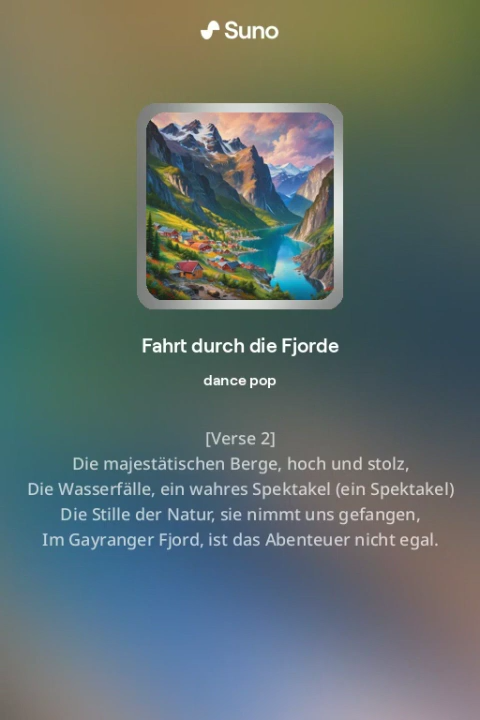 Suno
Fahrt durch die Fjorde
dance pop
[Verse 2]
Die majestätischen Berge, hoch und stolz,
Die Wasserfälle, ein wahres Spektakel (ein Spektakel)
Die Stille der Natur, sie nimmt uns gefangen,
Im Gayranger Fjord, ist das Abenteuer nicht egal.